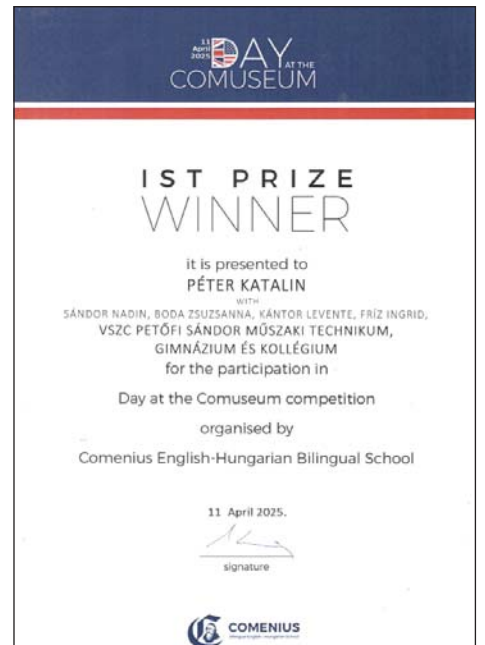 11
April
2025
DAY
AT THE
COMUSEUM
IST PRIZE
WINNER
it is presented to
PÉTER KATALIN
WITH
SÁNDOR NADIN, BODA ZSUZSANNA, KÁNTOR LEVENTE, FRÍZ INGRID,
VSZC PETŐFI SÁNDOR MŰSZAKI TECHNIKUM,
GIMNÁZIUM ÉS KOLLÉGIUM
for the participation in
Day at the Comuseum competition
organised by
Comenius English-Hungarian Bilingual School
11 April 2025.
signature
COMENIUS